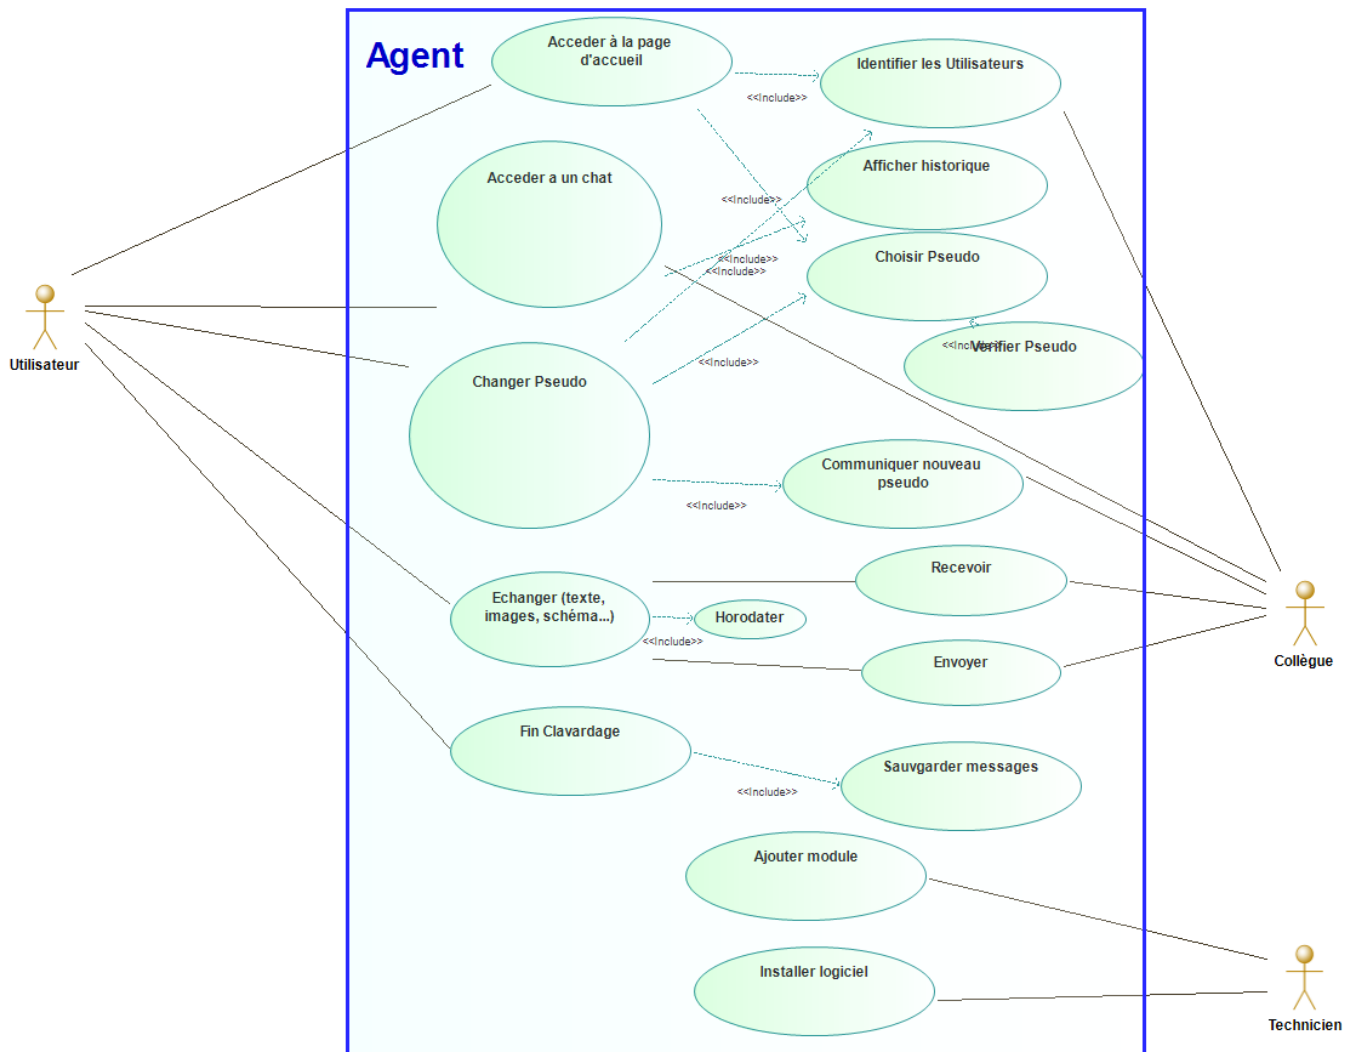 Agent
Acceder à la page
d'accueil
Identifier les Utilisateurs
<<Include>>
Acceder a un chat
Afficher historique
<<Include>>
Choisir Pseudo
<<Include>>
<<Include>>
Utilisateur
<<Include>>
Vérifier Pseudo
Changer Pseudo
<<Include>>
Communiquer nouveau
pseudo
<<Include>>
Echanger (texte,
images, schéma...)
Recevoir
Horodater
<<Include>>
Envoyer
Collègue
Fin Clavardage
Sauvgarder messages
<<Include>>
Ajouter module
Installer logiciel
Technicien